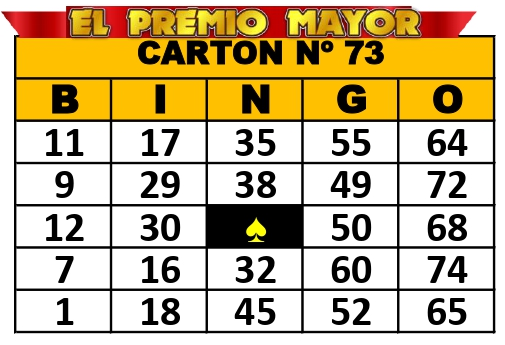 EL PREMIO MAYOR
CARTON Nº 73
B I N G O
11 17 35 55 64
9 29 38 49 72
12 30 ♠ 50 68
7 16 32 60 74
1 18 45 52 65